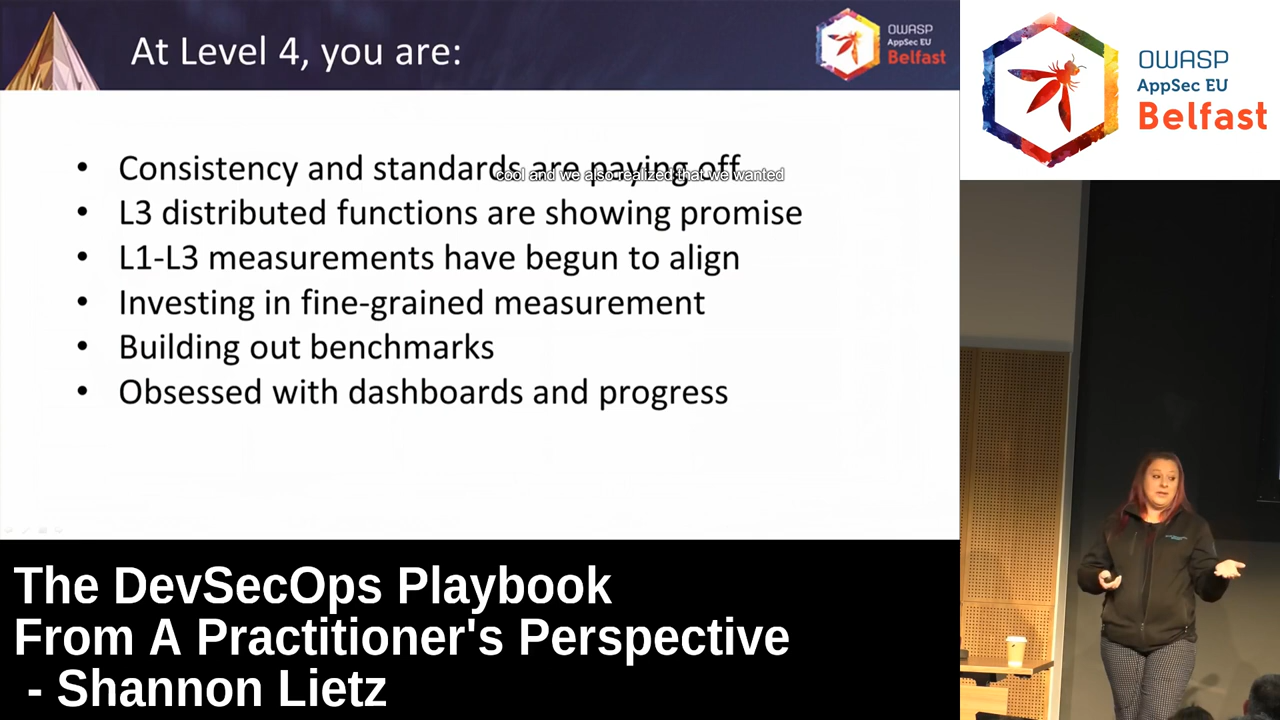 At Level 4, you are:
OWASP
AppSec EU
Belfast
• Consistency and standards are paying off
cool and we also realized that we wanted
• L3 distributed functions are showing promise
• L1-L3 measurements have begun to align
• Investing in fine-grained measurement
• Building out benchmarks
• Obsessed with dashboards and progress
OWASP
AppSec EU
Belfast
The DevSecOps Playbook
From A Practitioner's Perspective
- Shannon Lietz